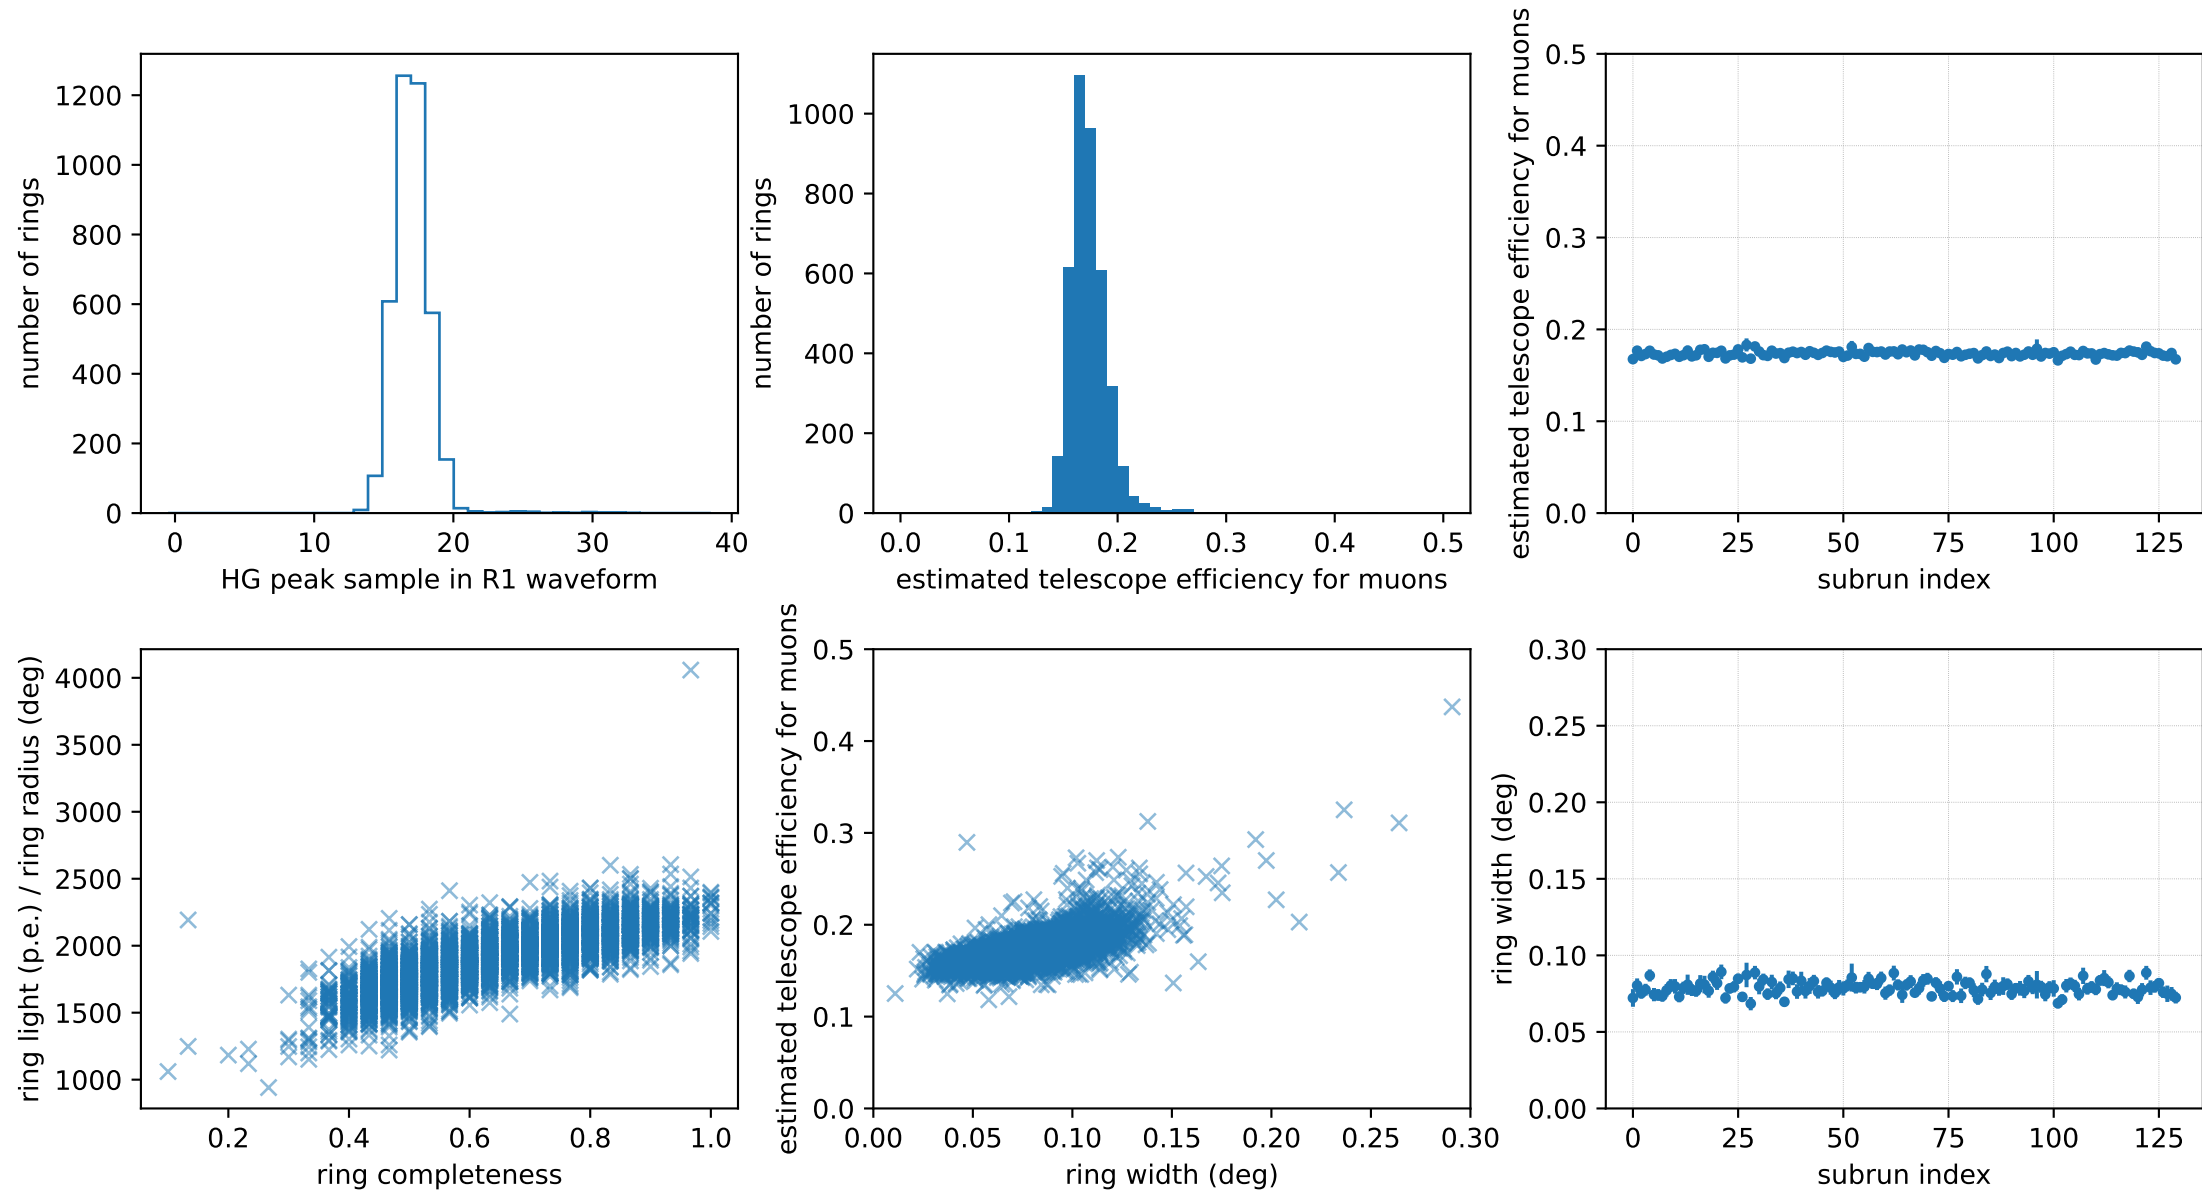 number of rings
1200
1000
800
600
400
200
0
0 10 20 30 40
HG peak sample in R1 waveform
number of rings
1000
800
600
400
200
0
0.0 0.1 0.2 0.3 0.4 0.5
estimated telescope efficiency for muons
estimated telescope efficiency for muons
0.5
0.4
0.3
0.2
0.1
0.0
0 25 50 75 100 125
subrun index
ring light (p.e.) / ring radius (deg)
4000
3500
3000
2500
2000
1500
1000
0.2 0.4 0.6 0.8 1.0
ring completeness
estimated telescope efficiency for muons
0.5
0.4
0.3
0.2
0.1
0.0
0.00 0.05 0.10 0.15 0.20 0.25 0.30
ring width (deg)
ring width (deg)
0.30
0.25
0.20
0.15
0.10
0.05
0.00
0 25 50 75 100 125
subrun index